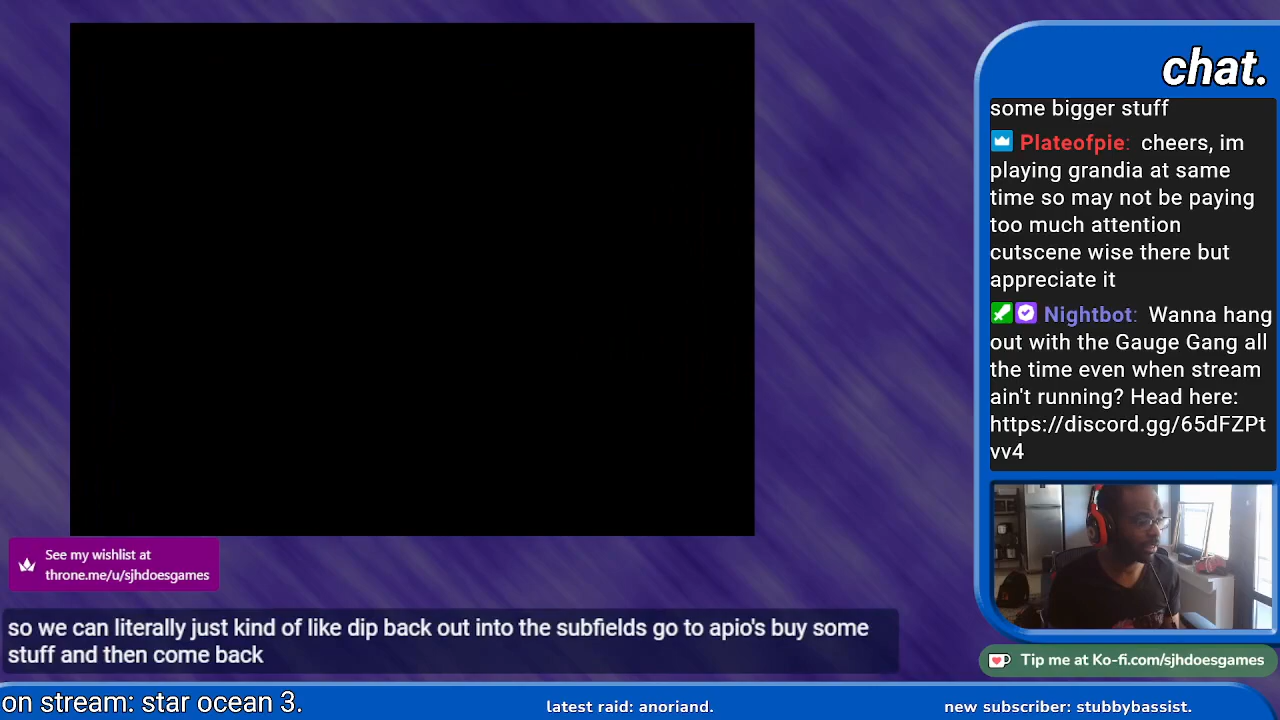 chat.
some bigger stuff
Plateofpie: cheers, im
playing grandia at same
time so may not be paying
too much attention
cutscene wise there but
appreciate it
Nightbot: Wanna hang
out with the Gauge Gang all
the time even when stream
ain't running? Head here:
https://discord.gg/65dFZPt
vv4
See my wishlist at
throne.me/u/sjhdoesgames
so we can literally just kind of like dip back out into the subfields go to apio's buy some
stuff and then come back
Tip me at Ko-fi.com/sjhdoesgames
on stream: star ocean 3.
latest raid: anoriand.
new subscriber: stubbybassist.